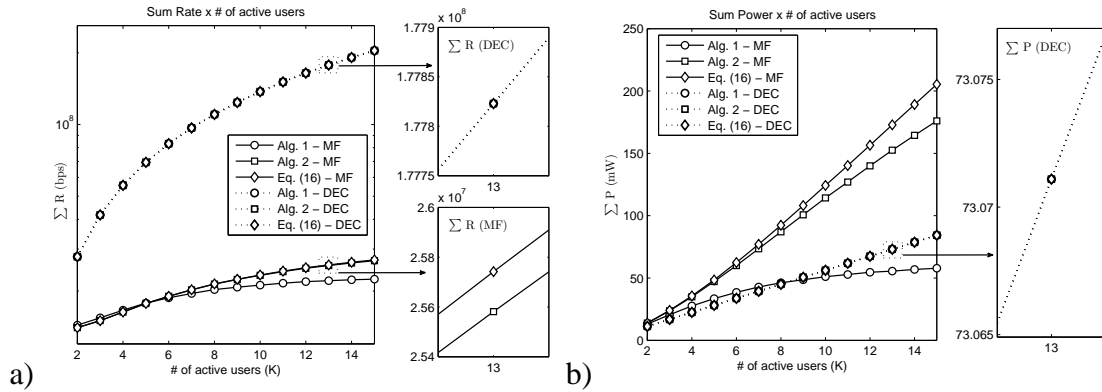 Sum Rate x # of active users
∑ R (bps)
10^8
10^8
2 4 6 8 10 12 14
# of active users (K)
Alg. 1 − MF
Alg. 2 − MF
Eq. (16) − MF
Alg. 1 − DEC
Alg. 2 − DEC
Eq. (16) − DEC
a)
x 10^8
1.779
1.7785
1.778
1.7775
∑ R (DEC)
13
x 10^7
2.6
2.58
2.56
2.54
∑ R (MF)
13
Sum Power x # of active users
∑ P (mW)
250
200
150
100
50
0
2 4 6 8 10 12 14
# of active users (K)
Alg. 1 − MF
Alg. 2 − MF
Eq. (16) − MF
Alg. 1 − DEC
Alg. 2 − DEC
Eq. (16) − DEC
b)
∑ P (DEC)
73.075
73.07
73.065
13